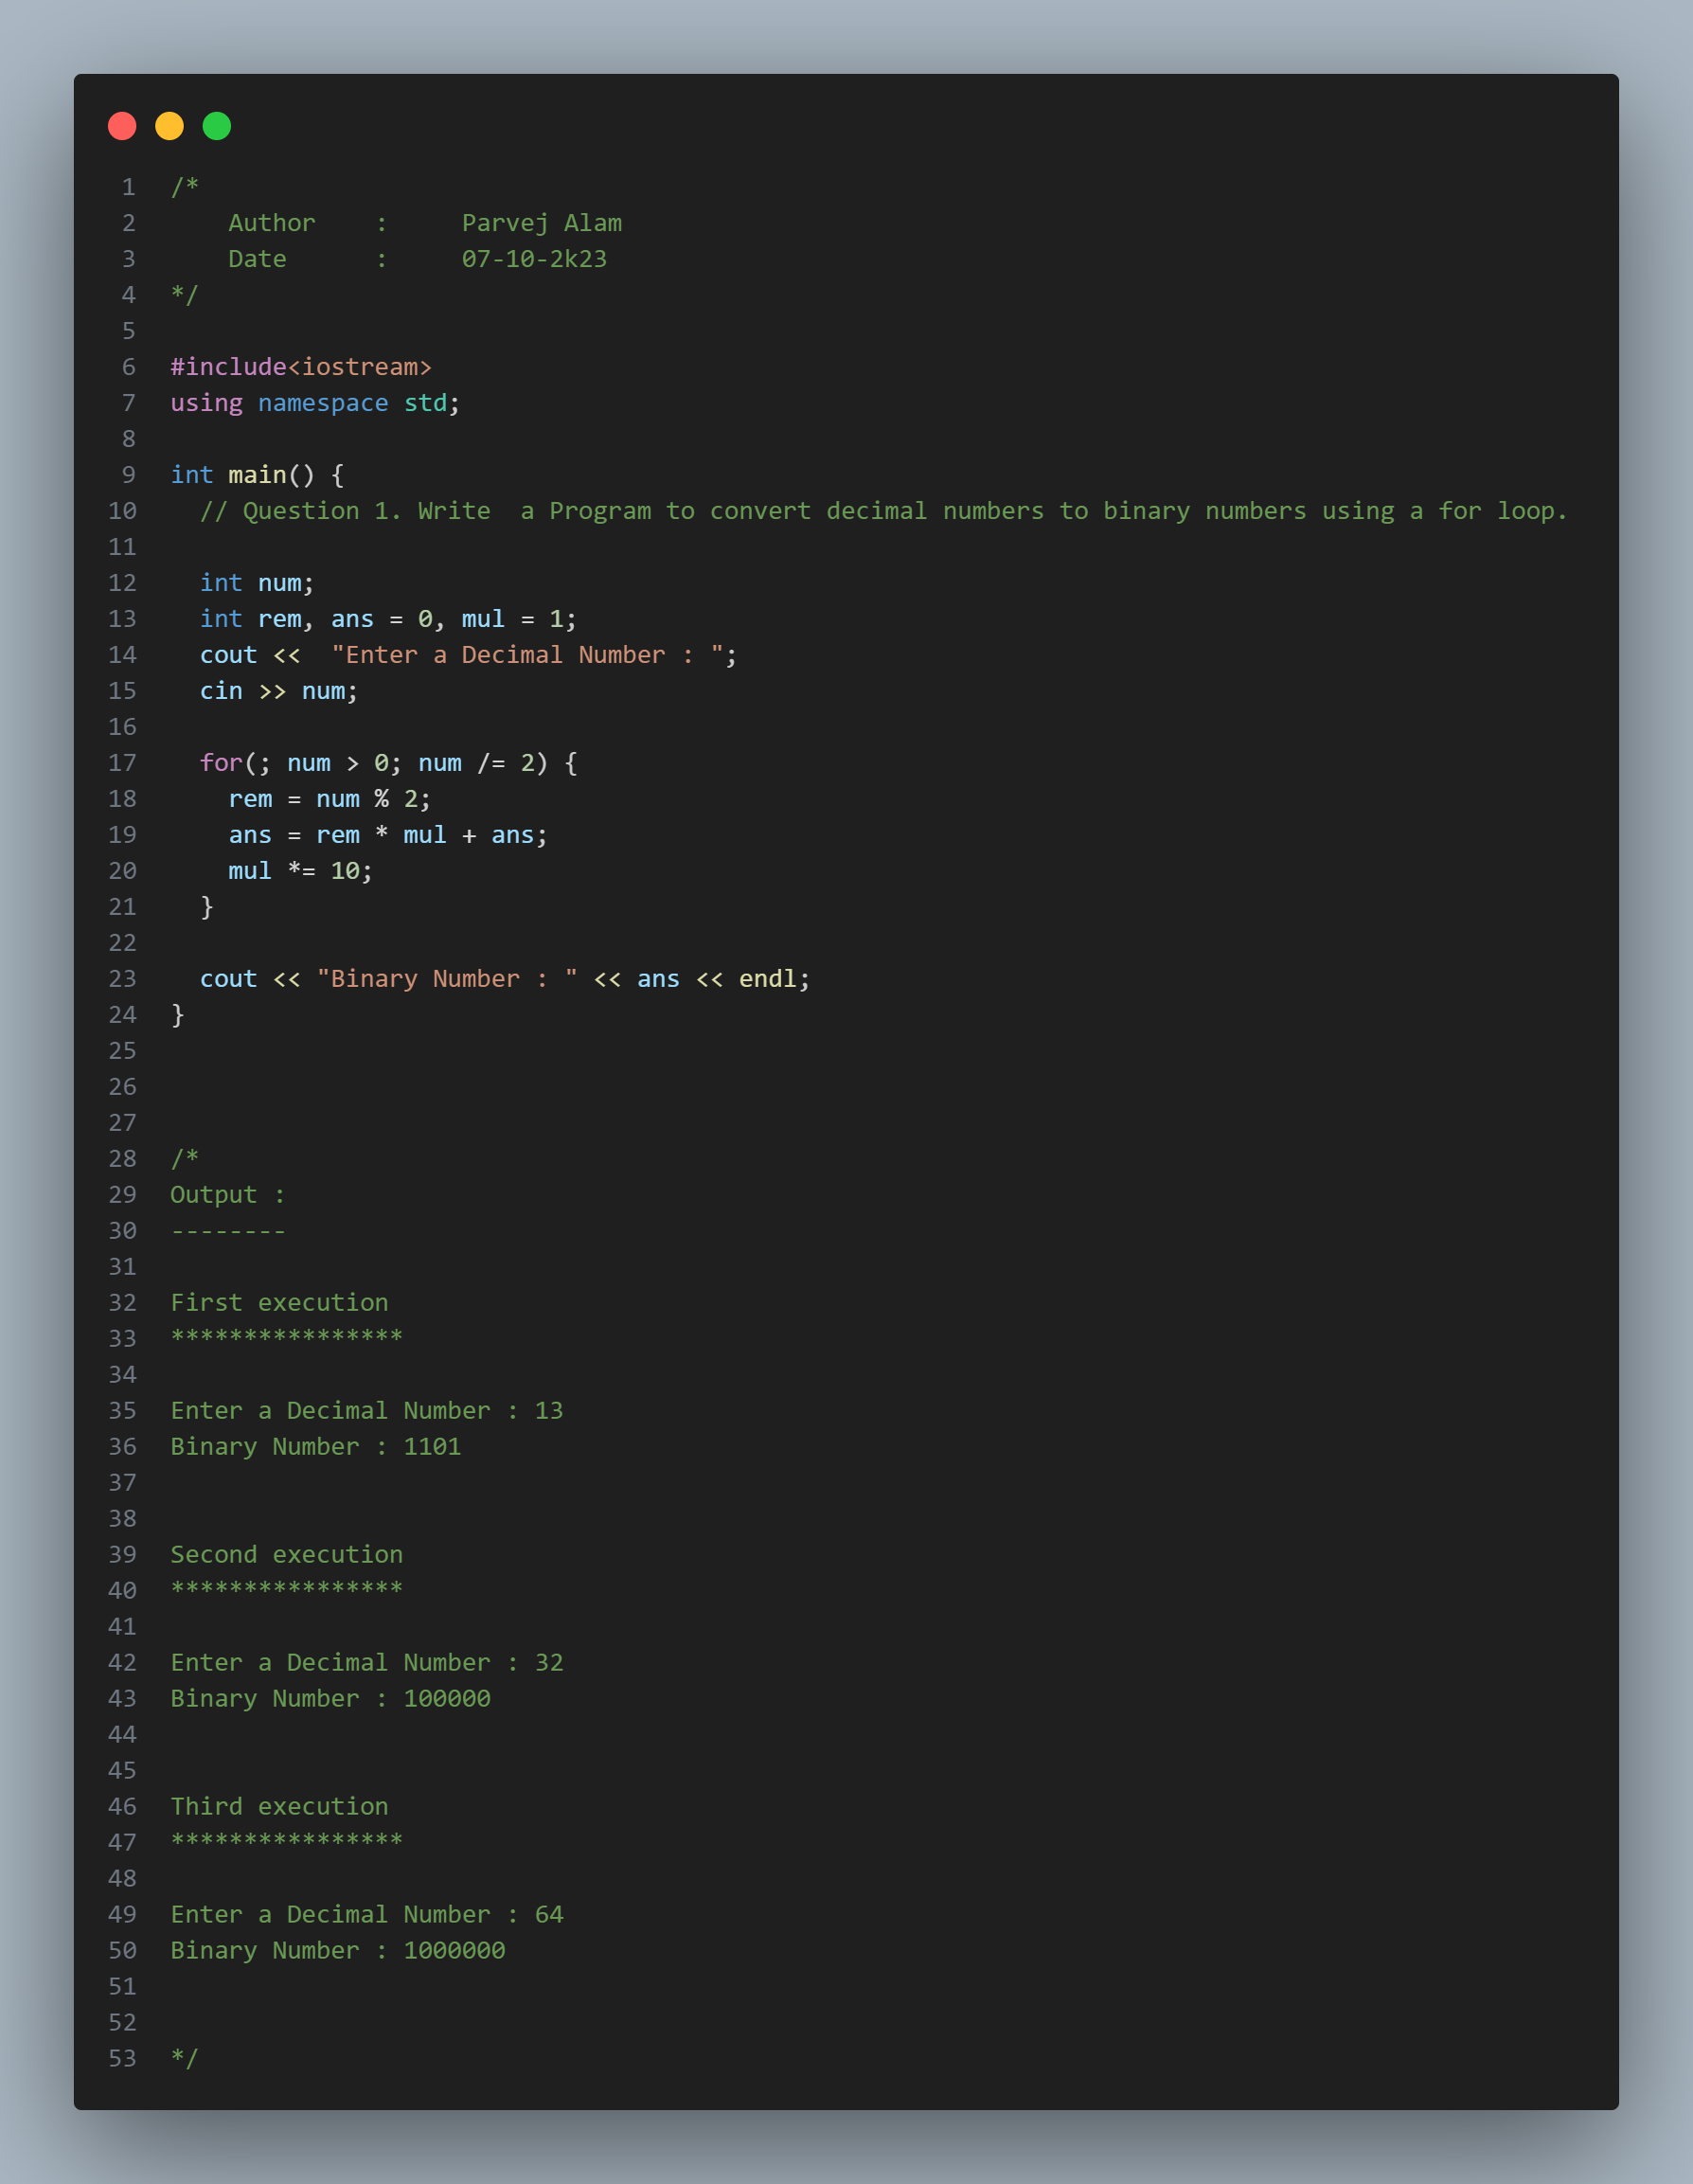 1 /*
2     Author    :     Parvej Alam
3     Date      :     07-10-2k23
4 */
5
6 #include<iostream>
7 using namespace std;
8
9 int main() {
10   // Question 1. Write  a Program to convert decimal numbers to binary numbers using a for loop.
11
12   int num;
13   int rem, ans = 0, mul = 1;
14   cout <<  "Enter a Decimal Number : ";
15   cin >> num;
16
17   for(; num > 0; num /= 2) {
18     rem = num % 2;
19     ans = rem * mul + ans;
20     mul *= 10;
21   }
22
23   cout << "Binary Number : " << ans << endl;
24 }
25
26
27
28 /*
29 Output :
30 --------
31
32 First execution
33 ****************
34
35 Enter a Decimal Number : 13
36 Binary Number : 1101
37
38
39 Second execution
40 ****************
41
42 Enter a Decimal Number : 32
43 Binary Number : 100000
44
45
46 Third execution
47 ****************
48
49 Enter a Decimal Number : 64
50 Binary Number : 1000000
51
52
53 */